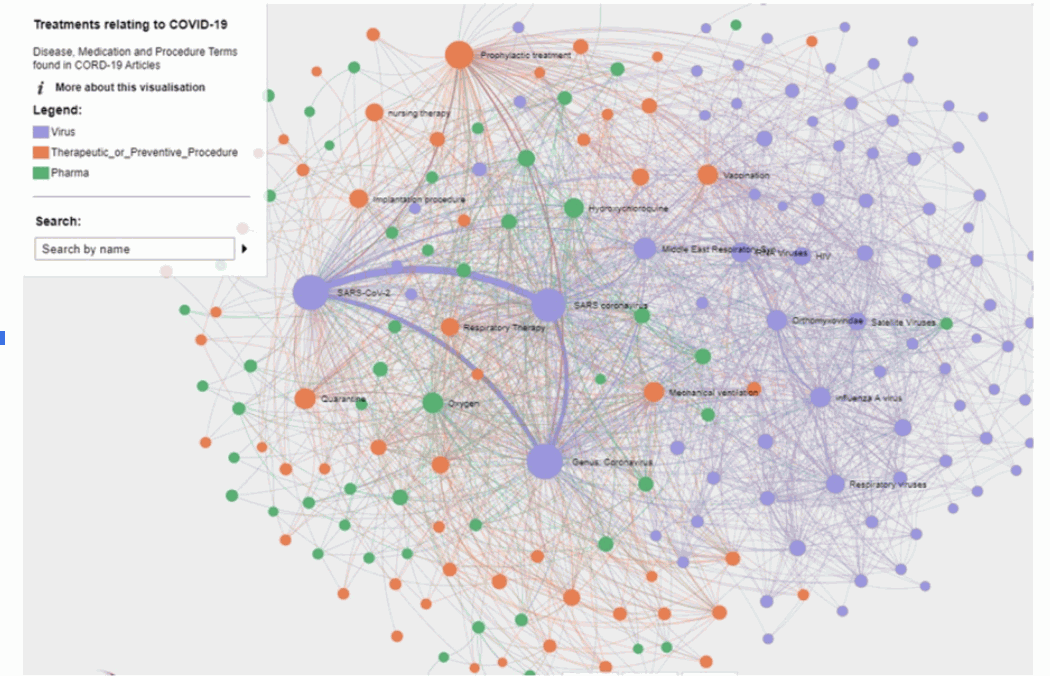 Treatments relating to COVID-19
Disease, Medication and Procedure Terms
found in CORD-19 Articles
i More about this visualisation
Legend:
Virus
Therapeutic_or_Preventive_Procedure
Pharma
Search:
Search by name
Prophylactic treatment
nursing therapy
Vaccination
Implantation procedure
Hydroxychloroquine
Middle East Respiratory Syn
RNA Viruses
HIV
SARS-CoV-2
SARS coronavirus
Respiratory Therapy
Orthomyxoviridae
Satellite Viruses
Mechanical ventilation
Quarantine
Oxygen
Influenza A virus
Genus: Coronavirus
Respiratory viruses